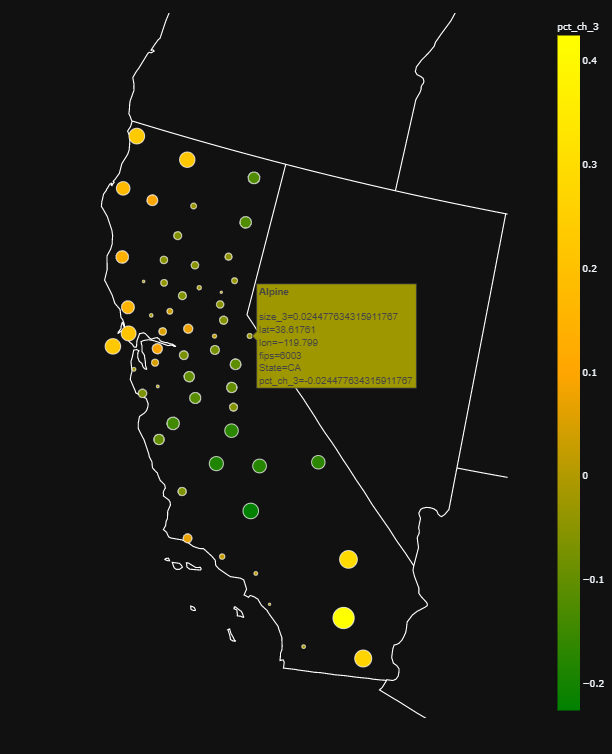 pct_ch_3
0.4
0.3
Alpine
size_3=0.024477634315911767
lat=38.61761
lon=−119.799
fips=6003
State=CA
pct_ch_3=-0.024477634315911767
0.2
0.1
0
−0.1
−0.2